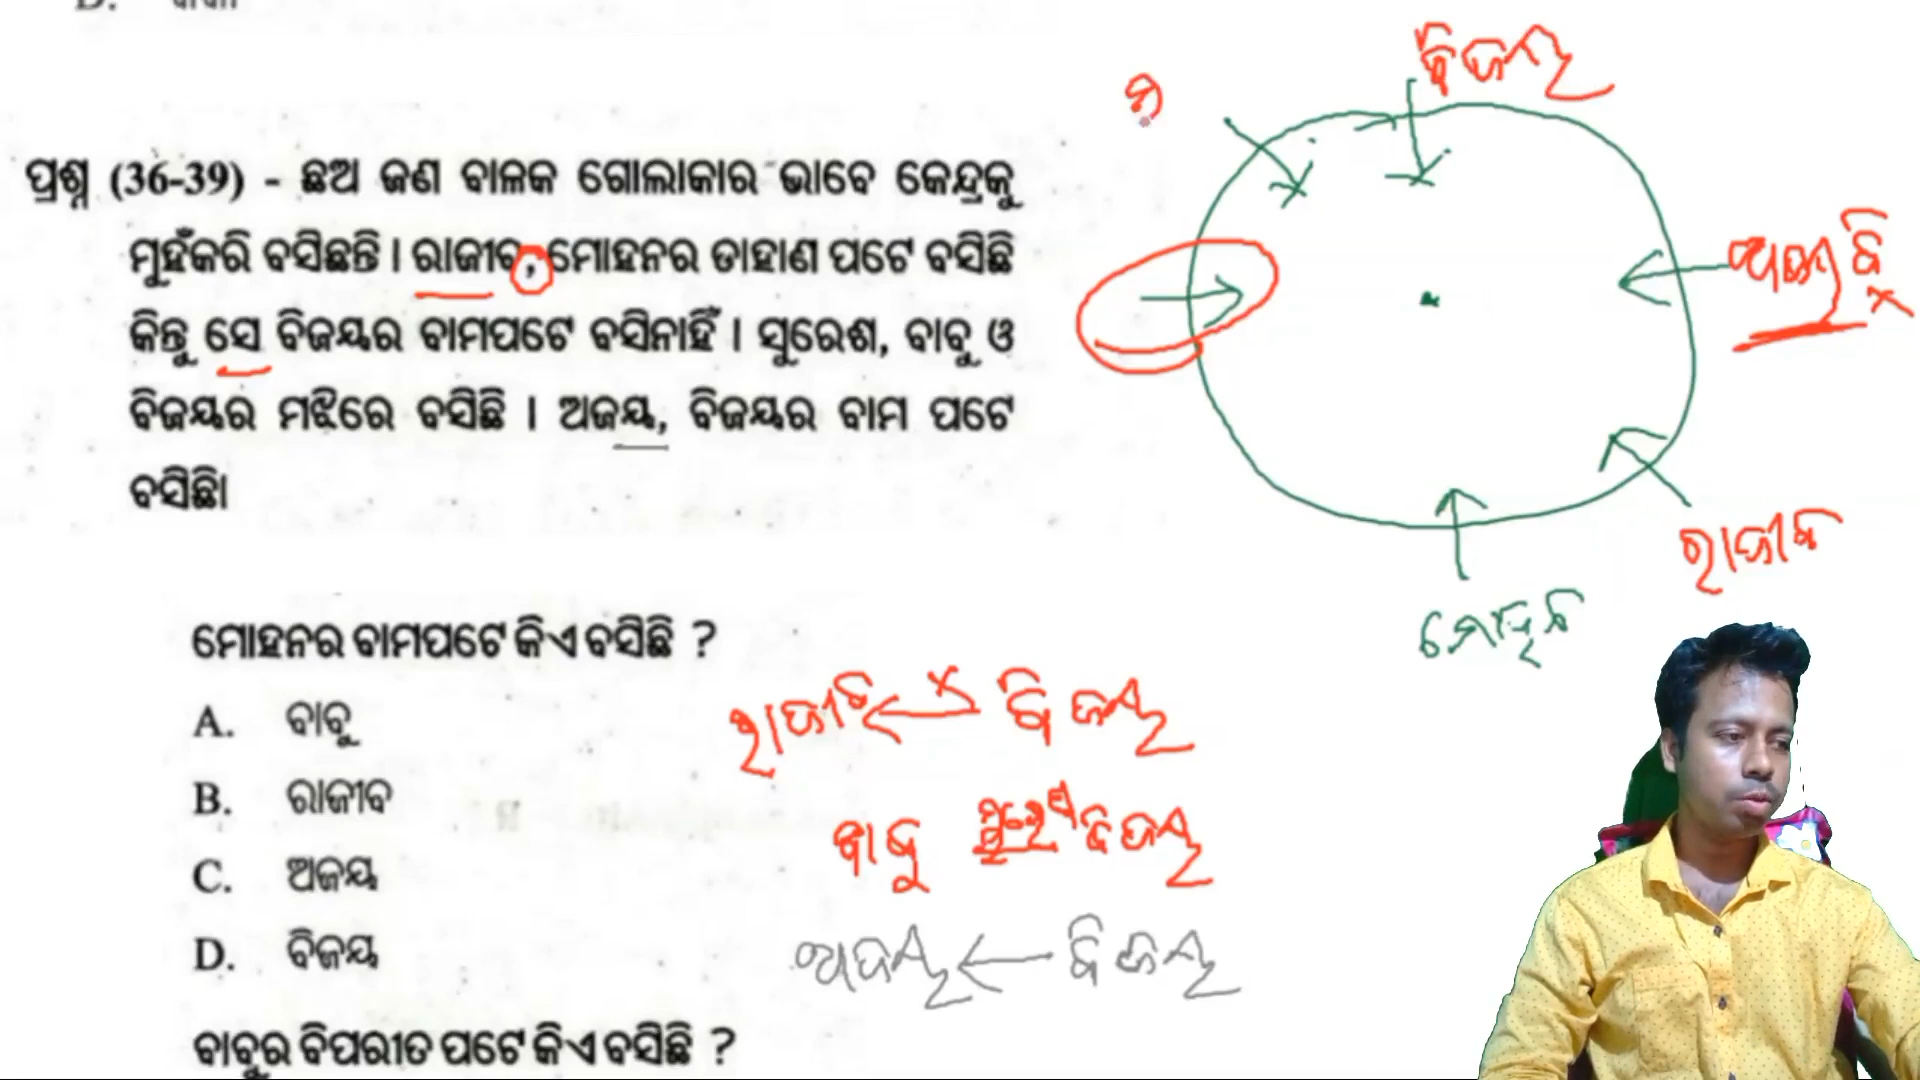 ପ୍ରଶ୍ନ (36-39) - ଛଅ ଜଣ ବାଳକ ଗୋଲାକାର ଭାବେ କେନ୍ଦ୍ରକୁ
ମୁହଁକରି ବସିଛନ୍ତି । ରାଜୀବ, ମୋହନର ଡାହାଣ ପଟେ ବସିଛି
କିନ୍ତୁ ସେ ବିଜୟର ବାମପଟେ ବସିନାହିଁ । ସୁରେଶ, ବାବୁ ଓ
ବିଜୟର ମଝିରେ ବସିଛି । ଅଜୟ, ବିଜୟର ବାମ ପଟେ
ବସିଛି।
ବିଜୟ
ରାଜୀବ
ମୋହନ
ମୋହନର ବାମପଟେ କିଏ ବସିଛି ?
A. ବାବୁ
B. ରାଜୀବ
C. ଅଜୟ
D. ବିଜୟ
ରାଜୀବ ବିଜୟ
ବାବୁ ସୁରେଶ ବିଜୟ
ଅଜୟ ବିଜୟ
ବାବୁର ବିପରୀତ ପଟେ କିଏ ବସିଛି ?